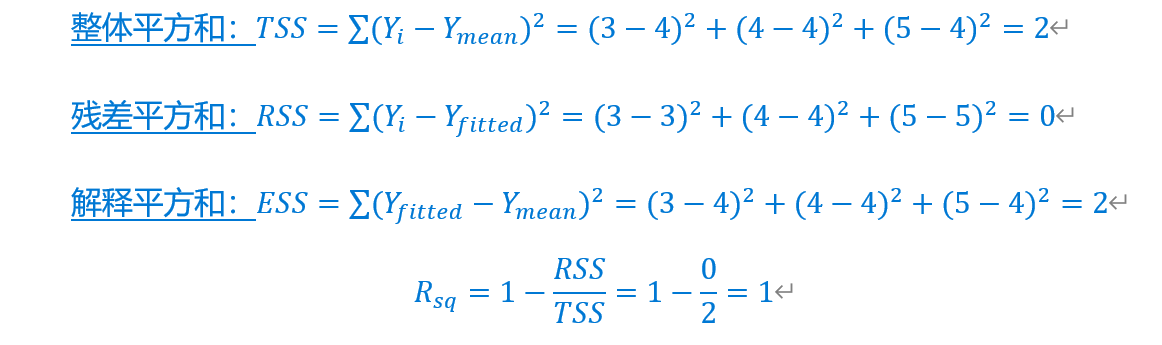 整体平方和：TSS = ∑(Y_i − Y_mean)² = (3 − 4)² + (4 − 4)² + (5 − 4)² = 2↵
残差平方和：RSS = ∑(Y_i − Y_fitted)² = (3 − 3)² + (4 − 4)² + (5 − 5)² = 0↵
解释平方和：ESS = ∑(Y_fitted − Y_mean)² = (3 − 4)² + (4 − 4)² + (5 − 4)² = 2↵
R_sq = 1 − RSS/TSS = 1 − 0/2 = 1↵